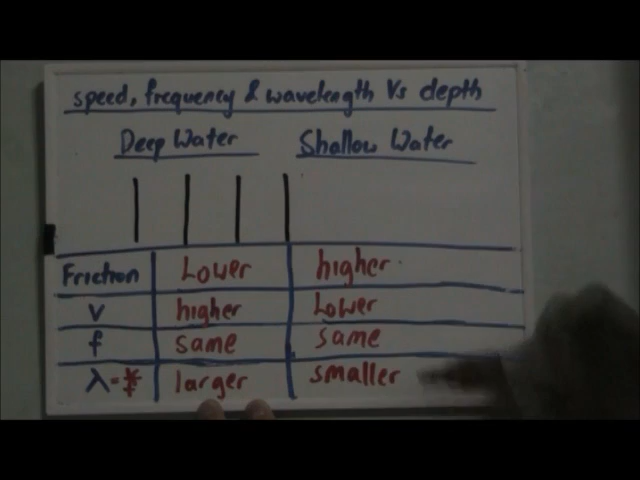 speed, frequency & wavelength Vs depth
Deep Water Shallow Water
Friction Lower higher
v higher Lower
f same same
λ = v/f larger smaller